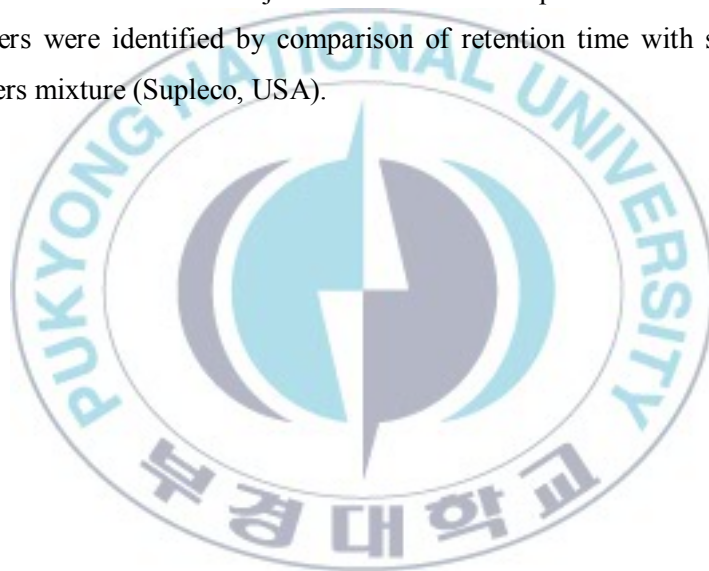 ers were identified by comparison of retention time with s
ers mixture (Supleco, USA).
PUKYONG NATIONAL UNIVERSITY
부경대학교